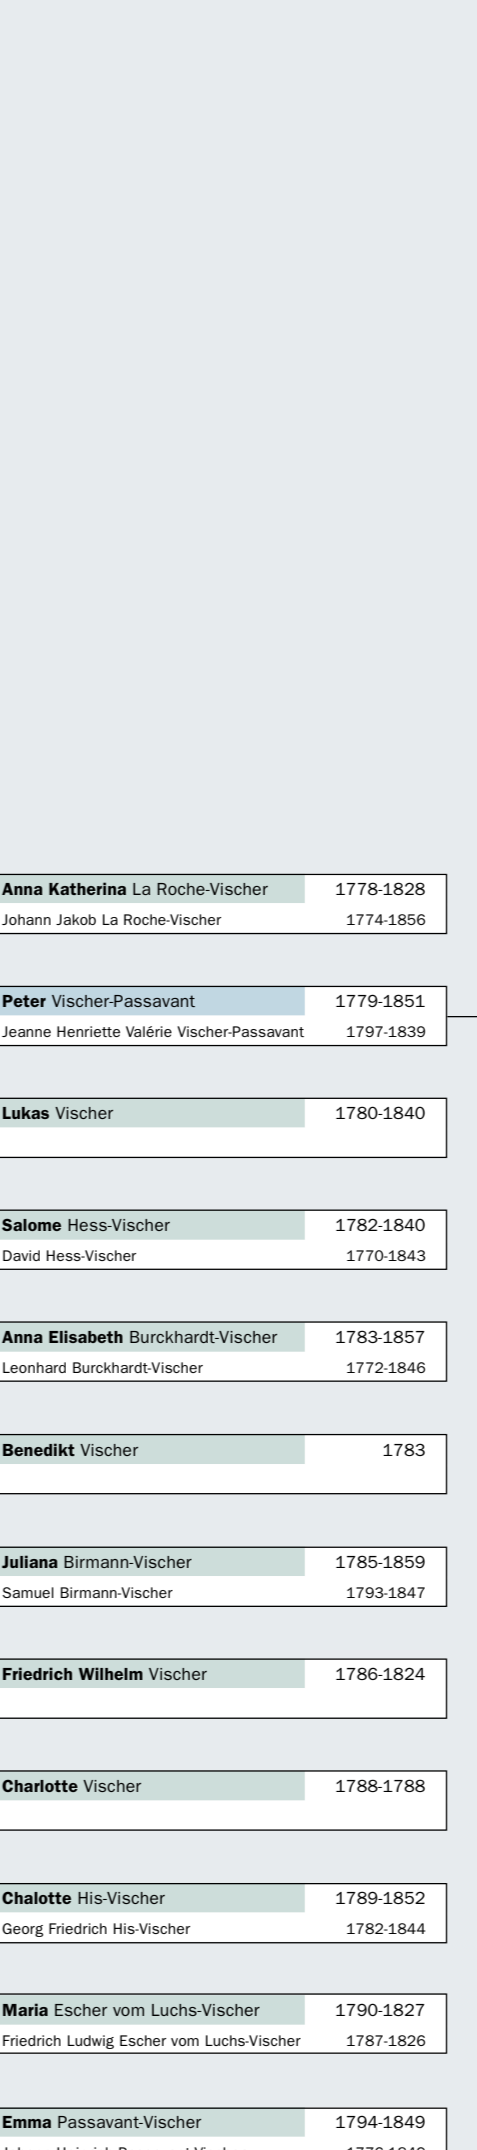 Anna Katherina La Roche-Vischer 1778-1828
Johann Jakob La Roche-Vischer 1774-1856
Peter Vischer-Passavant 1779-1851
Jeanne Henriette Valérie Vischer-Passavant 1797-1839
Lukas Vischer 1780-1840
Salome Hess-Vischer 1782-1840
David Hess-Vischer 1770-1843
Anna Elisabeth Burckhardt-Vischer 1783-1857
Leonhard Burckhardt-Vischer 1772-1846
Benedikt Vischer 1783
Juliana Birmann-Vischer 1785-1859
Samuel Birmann-Vischer 1793-1847
Friedrich Wilhelm Vischer 1786-1824
Charlotte Vischer 1788-1788
Chalotte His-Vischer 1789-1852
Georg Friedrich His-Vischer 1782-1844
Maria Escher vom Luchs-Vischer 1790-1827
Friedrich Ludwig Escher vom Luchs-Vischer 1787-1826
Emma Passavant-Vischer 1794-1849